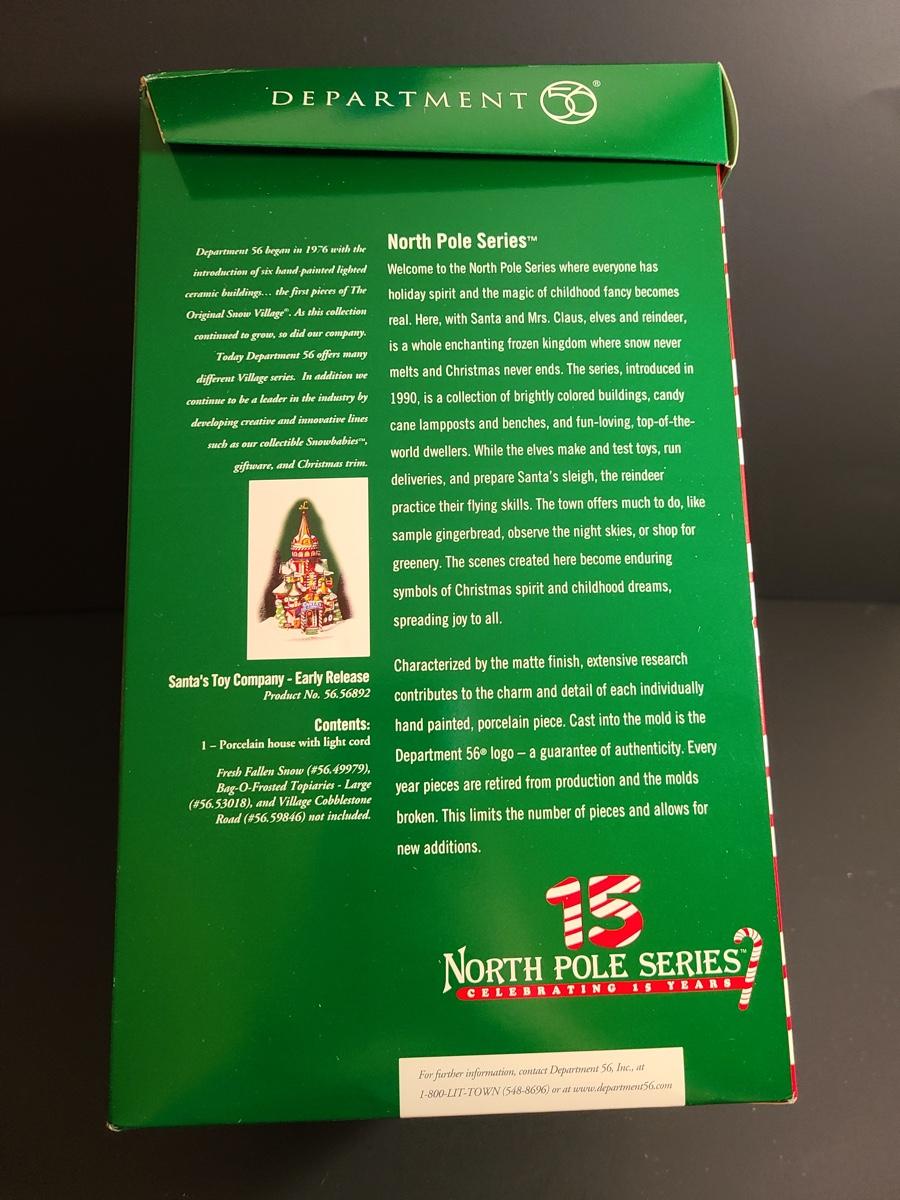 DEPARTMENT 56®
Department 56 began in 1976 with the
introduction of six hand-painted lighted
ceramic buildings... the first pieces of The
Original Snow Village®. As this collection
continued to grow, so did our company.
Today Department 56 offers many
different Village series. In addition we
continue to be a leader in the industry by
developing creative and innovative lines
such as our collectible Snowbabies™,
giftware, and Christmas trim.
Santa's Toy Company - Early Release
Product No. 56.56892
Contents:
1 – Porcelain house with light cord
Fresh Fallen Snow (#56.49979),
Bag-O-Frosted Topiaries - Large
(#56.53018), and Village Cobblestone
Road (#56.59846) not included.
North Pole Series™
Welcome to the North Pole Series where everyone has
holiday spirit and the magic of childhood fancy becomes
real. Here, with Santa and Mrs. Claus, elves and reindeer,
is a whole enchanting frozen kingdom where snow never
melts and Christmas never ends. The series, introduced in
1990, is a collection of brightly colored buildings, candy
cane lampposts and benches, and fun-loving, top-of-the-
world dwellers. While the elves make and test toys, run
deliveries, and prepare Santa's sleigh, the reindeer
practice their flying skills. The town offers much to do, like
sample gingerbread, observe the night skies, or shop for
greenery. The scenes created here become enduring
symbols of Christmas spirit and childhood dreams,
spreading joy to all.
Characterized by the matte finish, extensive research
contributes to the charm and detail of each individually
hand painted, porcelain piece. Cast into the mold is the
Department 56® logo – a guarantee of authenticity. Every
year pieces are retired from production and the molds
broken. This limits the number of pieces and allows for
new additions.
15
NORTH POLE SERIES™
CELEBRATING 15 YEARS
For further information, contact Department 56, Inc., at
1-800-LIT-TOWN (548-8696) or at www.department56.com